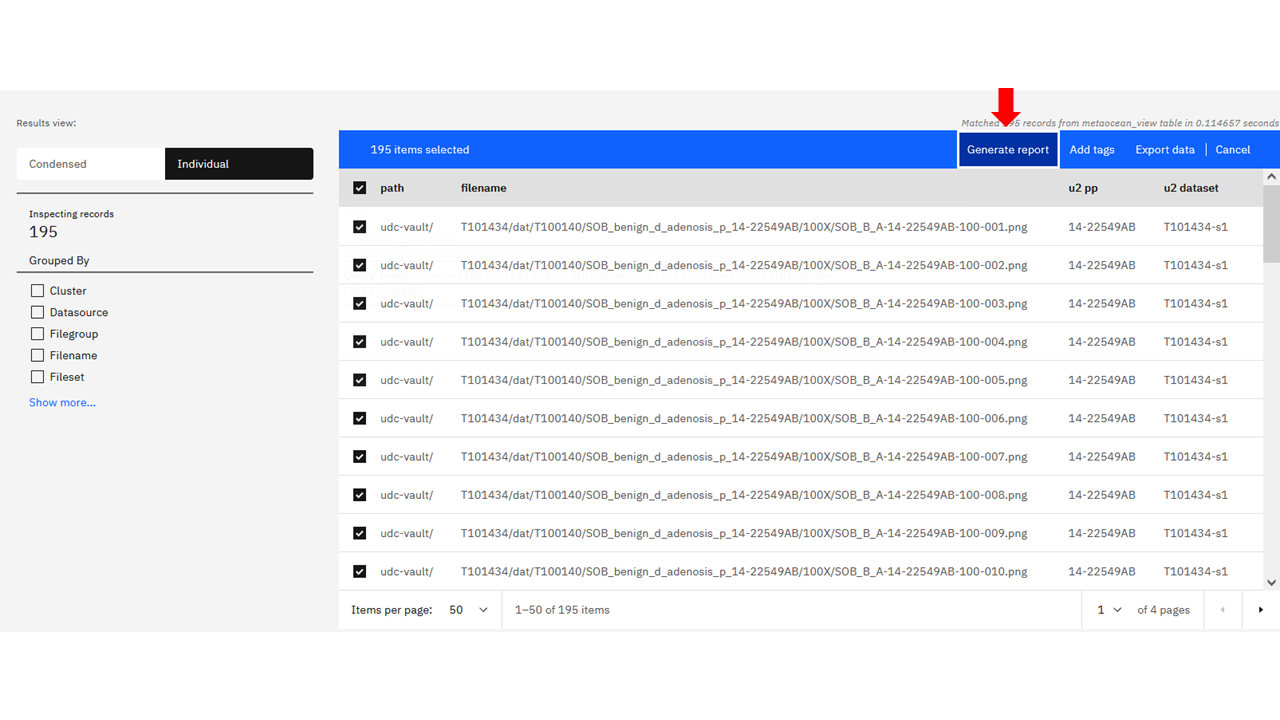 Results view:
Matched 195 records from metaocean_view table in 0.114657 seconds
Condensed
Individual
195 items selected
Generate report
Add tags
Export data
Cancel
Inspecting records
195
Grouped By
Cluster
Datasource
Filegroup
Filename
Fileset
Show more...
path filename u2 pp u2 dataset
udc-vault/ T101434/dat/T100140/SOB_benign_d_adenosis_p_14-22549AB/100X/SOB_B_A-14-22549AB-100-001.png 14-22549AB T101434-s1
udc-vault/ T101434/dat/T100140/SOB_benign_d_adenosis_p_14-22549AB/100X/SOB_B_A-14-22549AB-100-002.png 14-22549AB T101434-s1
udc-vault/ T101434/dat/T100140/SOB_benign_d_adenosis_p_14-22549AB/100X/SOB_B_A-14-22549AB-100-003.png 14-22549AB T101434-s1
udc-vault/ T101434/dat/T100140/SOB_benign_d_adenosis_p_14-22549AB/100X/SOB_B_A-14-22549AB-100-004.png 14-22549AB T101434-s1
udc-vault/ T101434/dat/T100140/SOB_benign_d_adenosis_p_14-22549AB/100X/SOB_B_A-14-22549AB-100-005.png 14-22549AB T101434-s1
udc-vault/ T101434/dat/T100140/SOB_benign_d_adenosis_p_14-22549AB/100X/SOB_B_A-14-22549AB-100-006.png 14-22549AB T101434-s1
udc-vault/ T101434/dat/T100140/SOB_benign_d_adenosis_p_14-22549AB/100X/SOB_B_A-14-22549AB-100-007.png 14-22549AB T101434-s1
udc-vault/ T101434/dat/T100140/SOB_benign_d_adenosis_p_14-22549AB/100X/SOB_B_A-14-22549AB-100-008.png 14-22549AB T101434-s1
udc-vault/ T101434/dat/T100140/SOB_benign_d_adenosis_p_14-22549AB/100X/SOB_B_A-14-22549AB-100-009.png 14-22549AB T101434-s1
udc-vault/ T101434/dat/T100140/SOB_benign_d_adenosis_p_14-22549AB/100X/SOB_B_A-14-22549AB-100-010.png 14-22549AB T101434-s1
Items per page: 50 1–50 of 195 items 1 of 4 pages